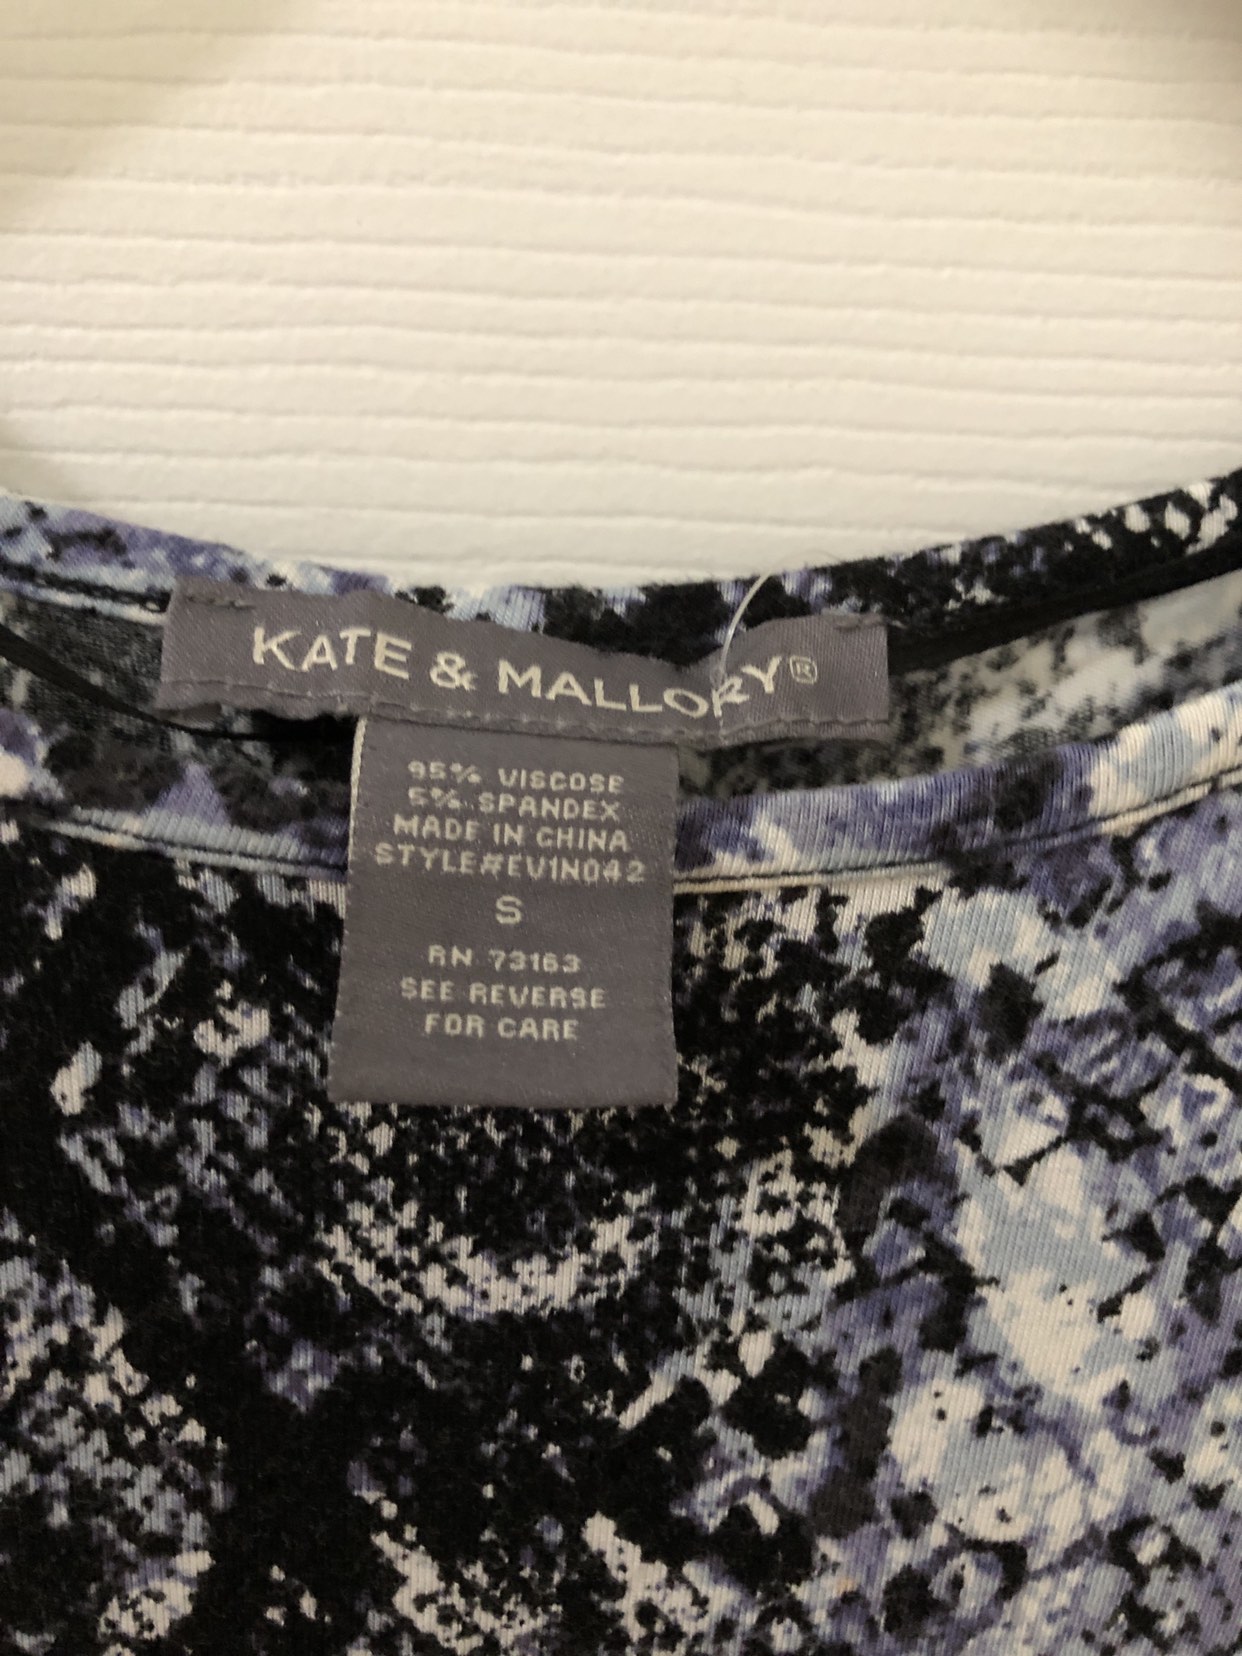 KATE & MALLORY®
95% VISCOSE
5% SPANDEX
MADE IN CHINA
STYLE#EV1N042
S
RN 73163
SEE REVERSE
FOR CARE